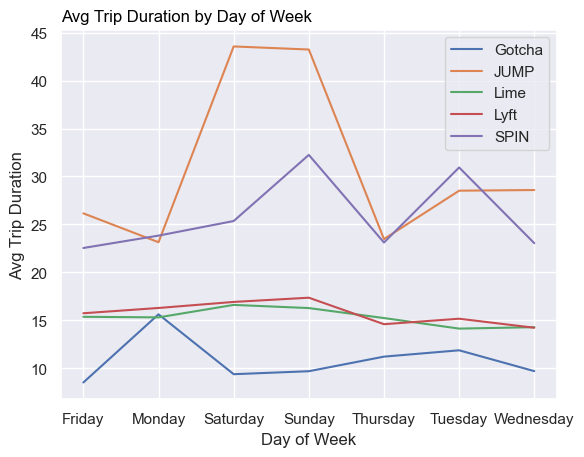 Avg Trip Duration by Day of Week
45
40
35
30
25
20
15
10
Avg Trip Duration
Gotcha
JUMP
Lime
Lyft
SPIN
Friday Monday Saturday Sunday Thursday Tuesday Wednesday
Day of Week